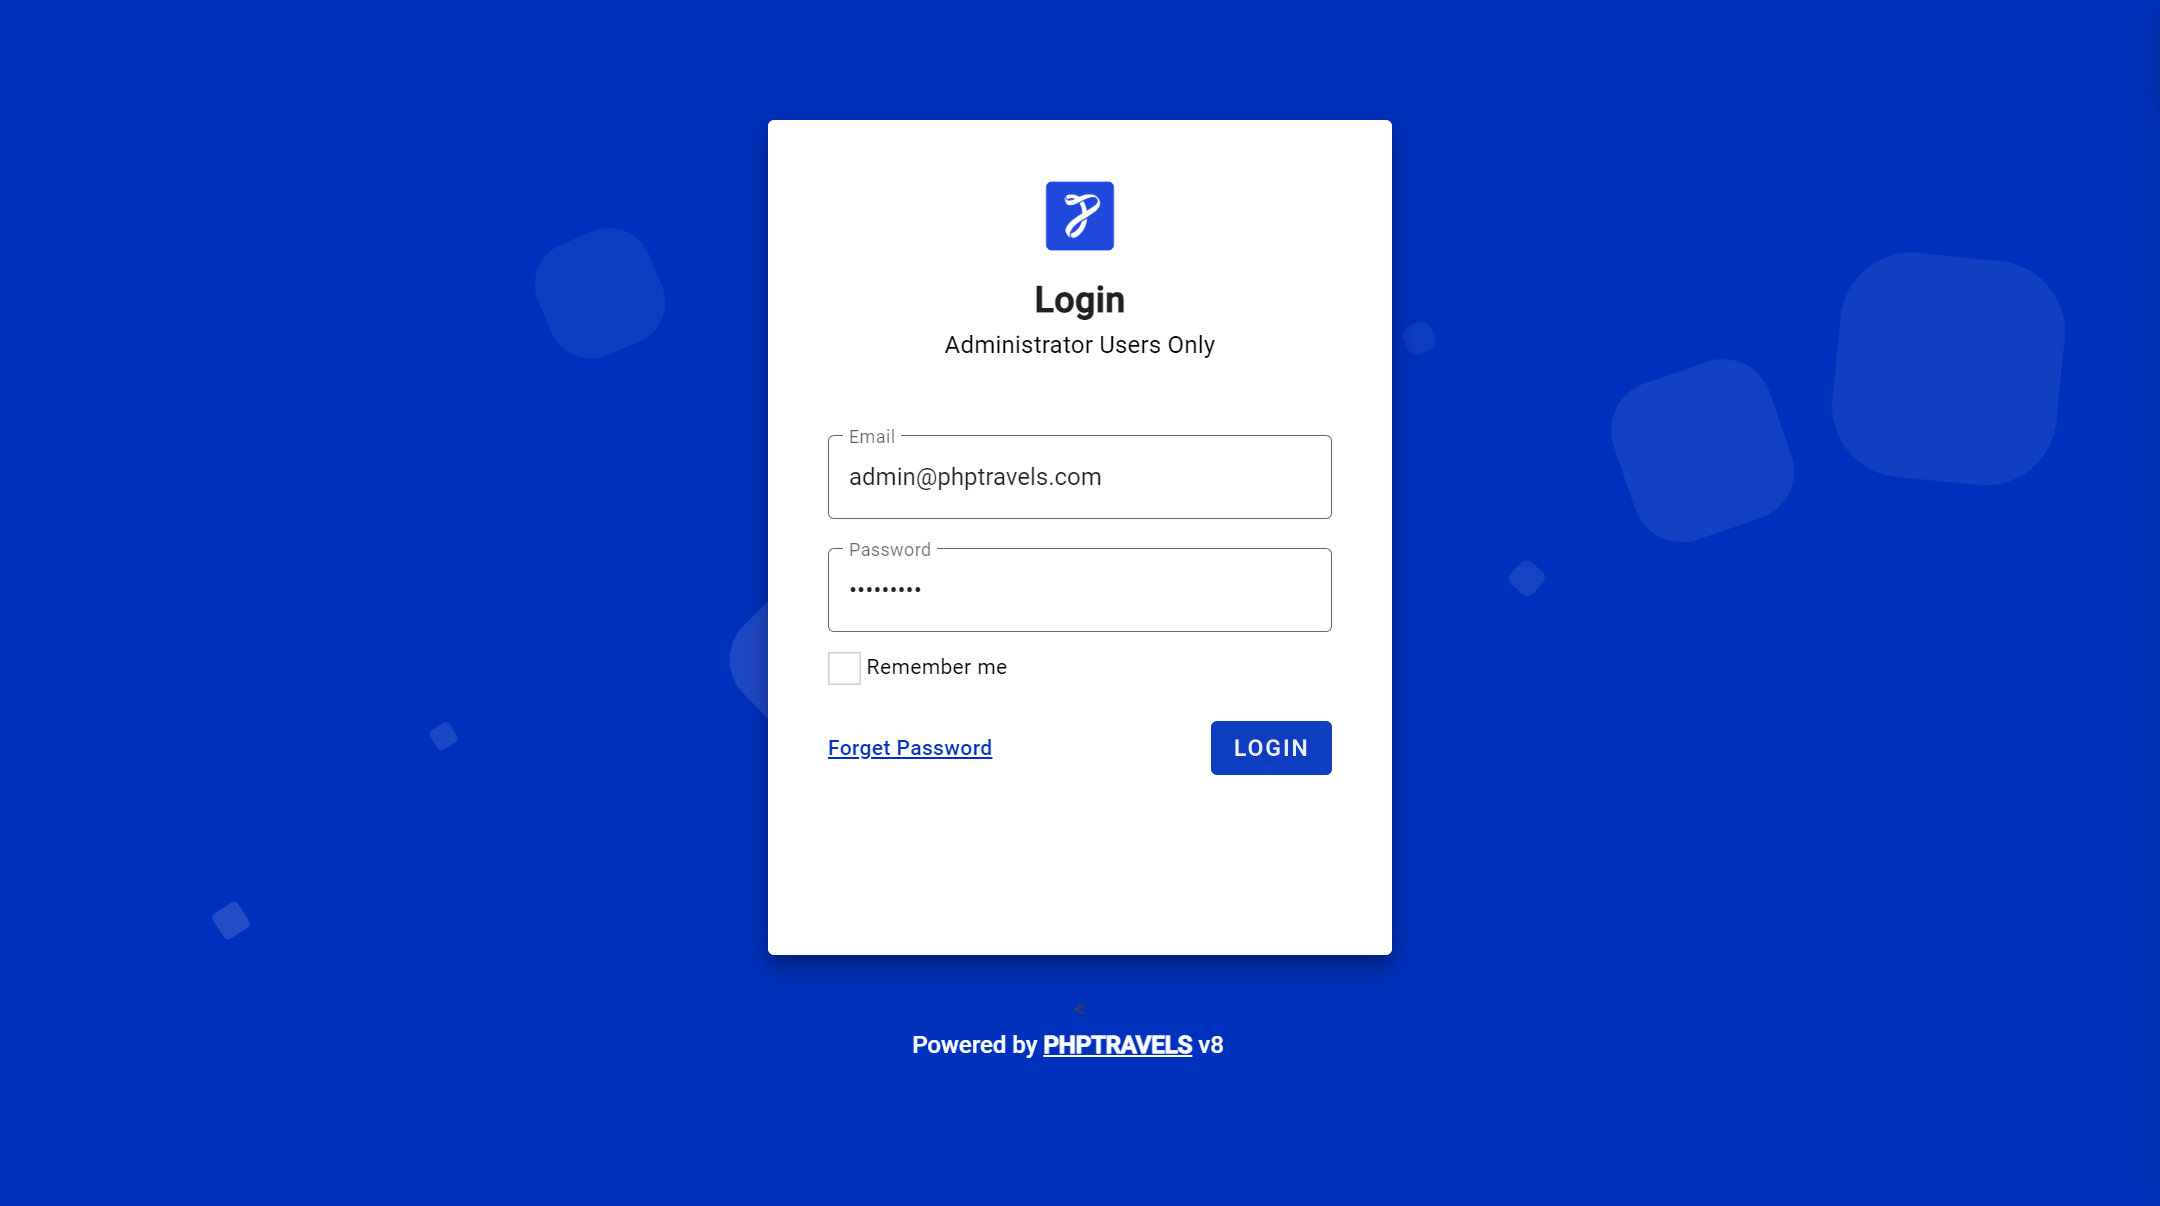 Login
Administrator Users Only
Email
admin@phptravels.com
Password
•••••••••
Remember me
Forget Password
LOGIN
<
Powered by PHPTRAVELS v8